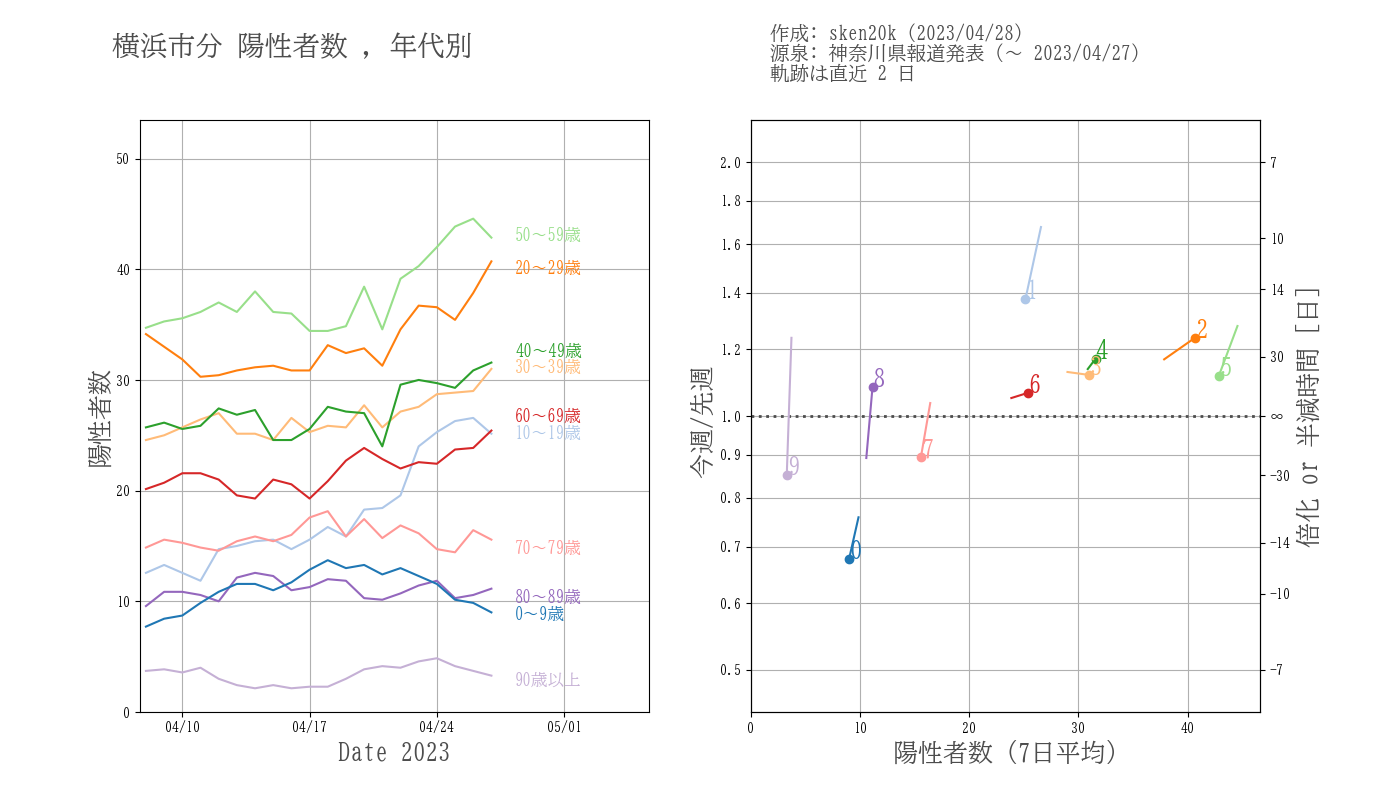 横浜市分 陽性者数 , 年代別
作成: sken20k (2023/04/28)
源泉: 神奈川県報道発表 (～ 2023/04/27)
軌跡は直近 2 日
陽性者数
50
40
30
20
10
0
04/10
04/17
04/24
05/01
Date 2023
50～59歳
20～29歳
40～49歳
30～39歳
60～69歳
10～19歳
70～79歳
80～89歳
0～9歳
90歳以上
今週/先週
2.0
1.8
1.6
1.4
1.2
1.0
0.9
0.8
0.7
0.6
0.5
0
10
20
30
40
陽性者数 (7日平均)
1
2
4
3
5
8
6
7
9
0
7
10
14
30
∞
−30
−14
−10
−7
倍化 or 半減時間 [日]